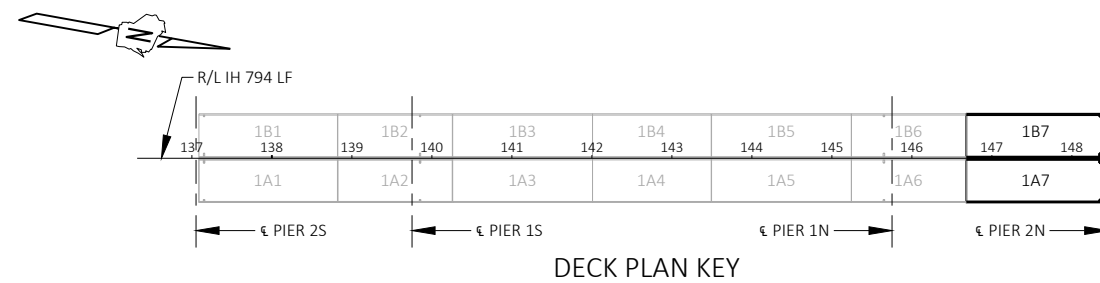 N
R/L IH 794 LF
1B1 1B2 1B3 1B4 1B5 1B6 1B7
137 138 139 140 141 142 143 144 145 146 147 148
1A1 1A2 1A3 1A4 1A5 1A6 1A7
℄ PIER 2S ℄ PIER 1S ℄ PIER 1N ℄ PIER 2N
DECK PLAN KEY